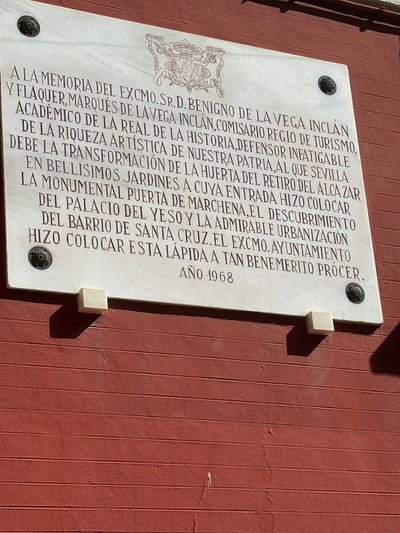 A LA MEMORIA DEL EXCMO. SR. D. BENIGNO DE LA VEGA INCLÁN
Y FLAQUER, MARQUÉS DE LA VEGA INCLÁN, COMISARIO REGIO DE TURISMO,
ACADÉMICO DE LA REAL DE LA HISTORIA, DEFENSOR INFATIGABLE
DE LA RIQUEZA ARTÍSTICA DE NUESTRA PATRIA, AL QUE SEVILLA
DEBE LA TRANSFORMACIÓN DE LA HUERTA DEL RETIRO DEL ALCÁZAR
EN BELLISIMOS JARDINES A CUYA ENTRADA HIZO COLOCAR
LA MONUMENTAL PUERTA DE MARCHENA, EL DESCUBRIMIENTO
DEL PALACIO DEL YESO Y LA ADMIRABLE URBANIZACIÓN
DEL BARRIO DE SANTA CRUZ. EL EXCMO. AYUNTAMIENTO
HIZO COLOCAR ESTA LÁPIDA A TAN BENEMERITO PRÓCER.
AÑO 1968